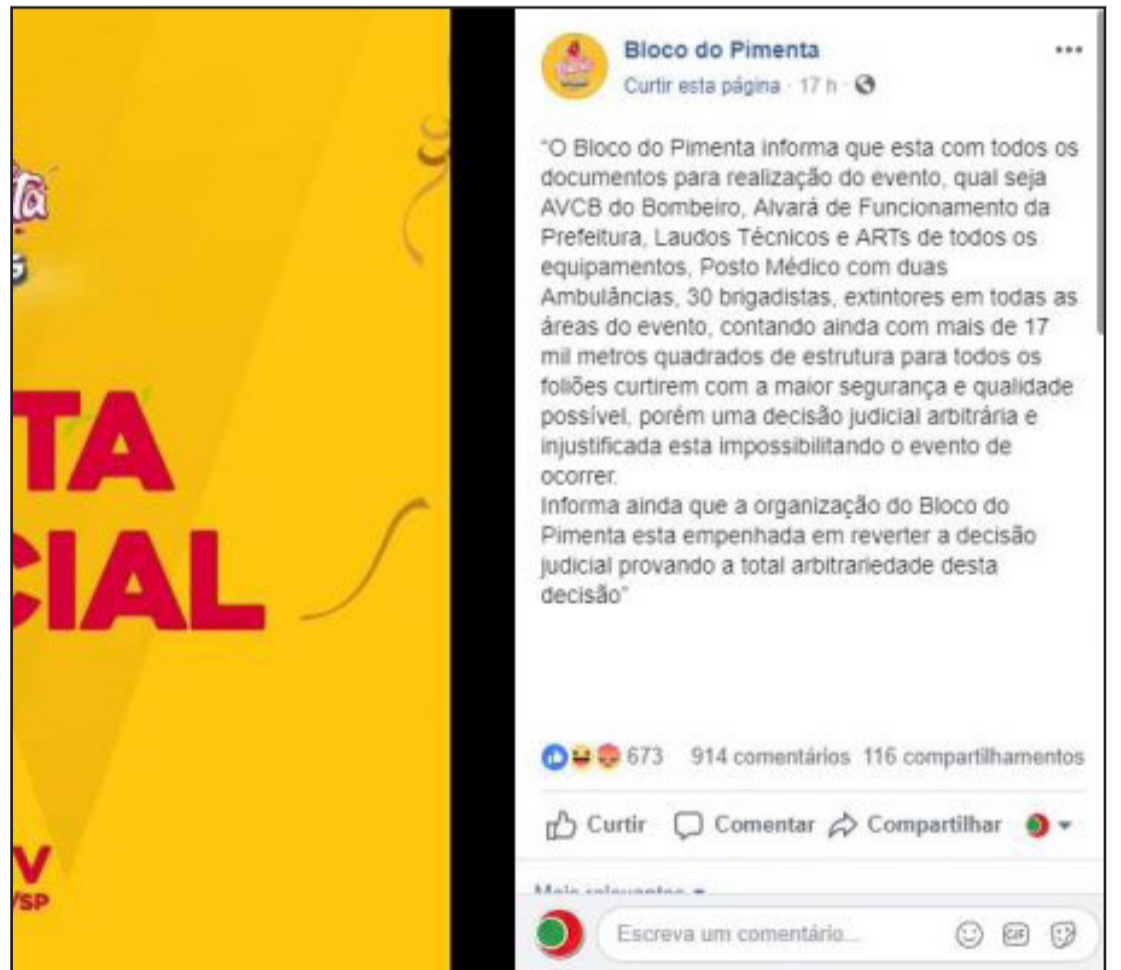 ta
G
TA
CIAL
V
/SP
Bloco do Pimenta
Curtir esta página · 17 h ·
"O Bloco do Pimenta informa que esta com todos os
documentos para realização do evento, qual seja
AVCB do Bombeiro, Alvará de Funcionamento da
Prefeitura, Laudos Técnicos e ARTs de todos os
equipamentos, Posto Médico com duas
Ambulâncias, 30 brigadistas, extintores em todas as
áreas do evento, contando ainda com mais de 17
mil metros quadrados de estrutura para todos os
foliões curtirem com a maior segurança e qualidade
possível, porém uma decisão judicial arbitrária e
injustificada esta impossibilitando o evento de
ocorrer.
Informa ainda que a organização do Bloco do
Pimenta esta empenhada em reverter a decisão
judicial provando a total arbitrariedade desta
decisão"
673 914 comentários 116 compartilhamentos
Curtir Comentar Compartilhar
Mais relevantes
Escreva um comentário...
GIF